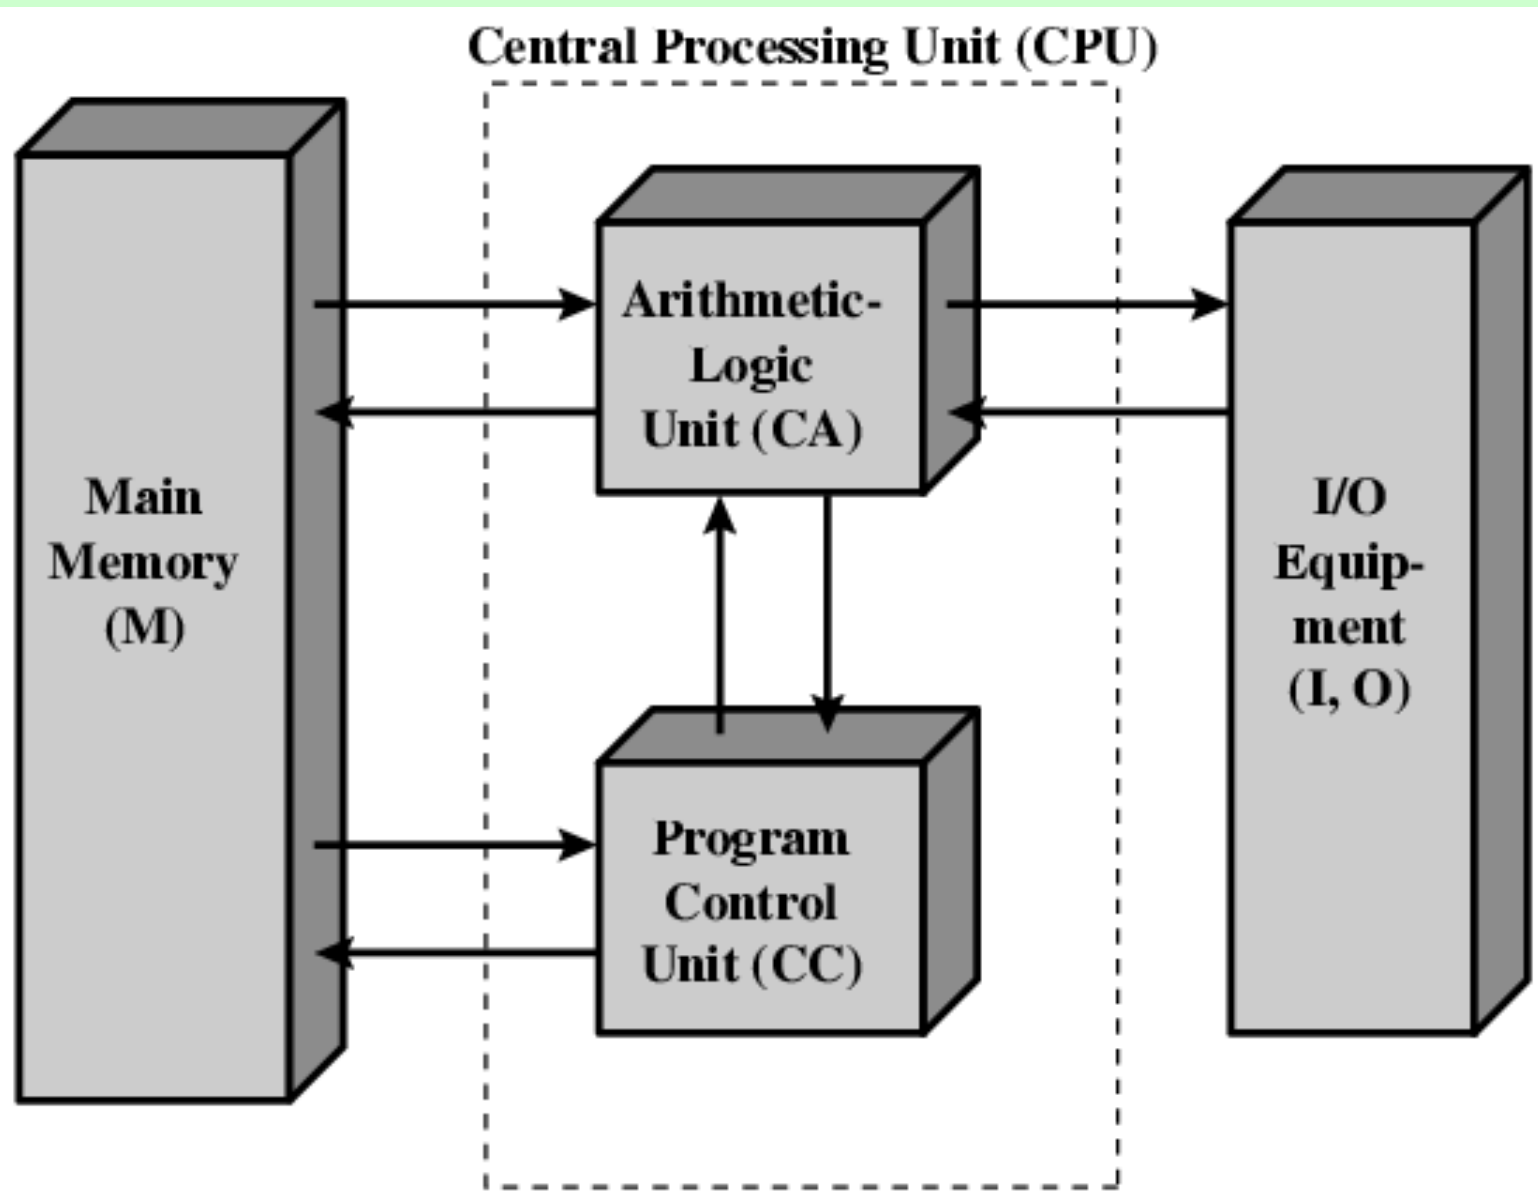 Central Processing Unit (CPU)
Main
Memory
(M)
Arithmetic-
Logic
Unit (CA)
Program
Control
Unit (CC)
I/O
Equip-
ment
(I, O)